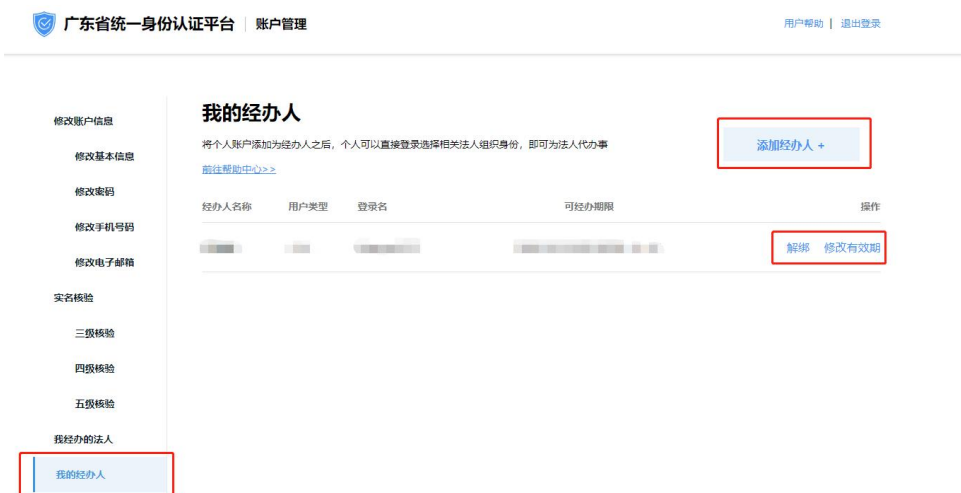 广东省统一身份认证平台 账户管理
用户帮助 | 退出登录
修改账户信息
修改基本信息
修改密码
修改手机号码
修改电子邮箱
实名核验
三级核验
四级核验
五级核验
我经办的法人
我的经办人
我的经办人
将个人账户添加为经办人之后，个人可以直接登录选择相关法人组织身份，即可为法人代办事
前往帮助中心>>
添加经办人 +
经办人名称 用户类型 登录名 可经办期限 操作
解绑 修改有效期